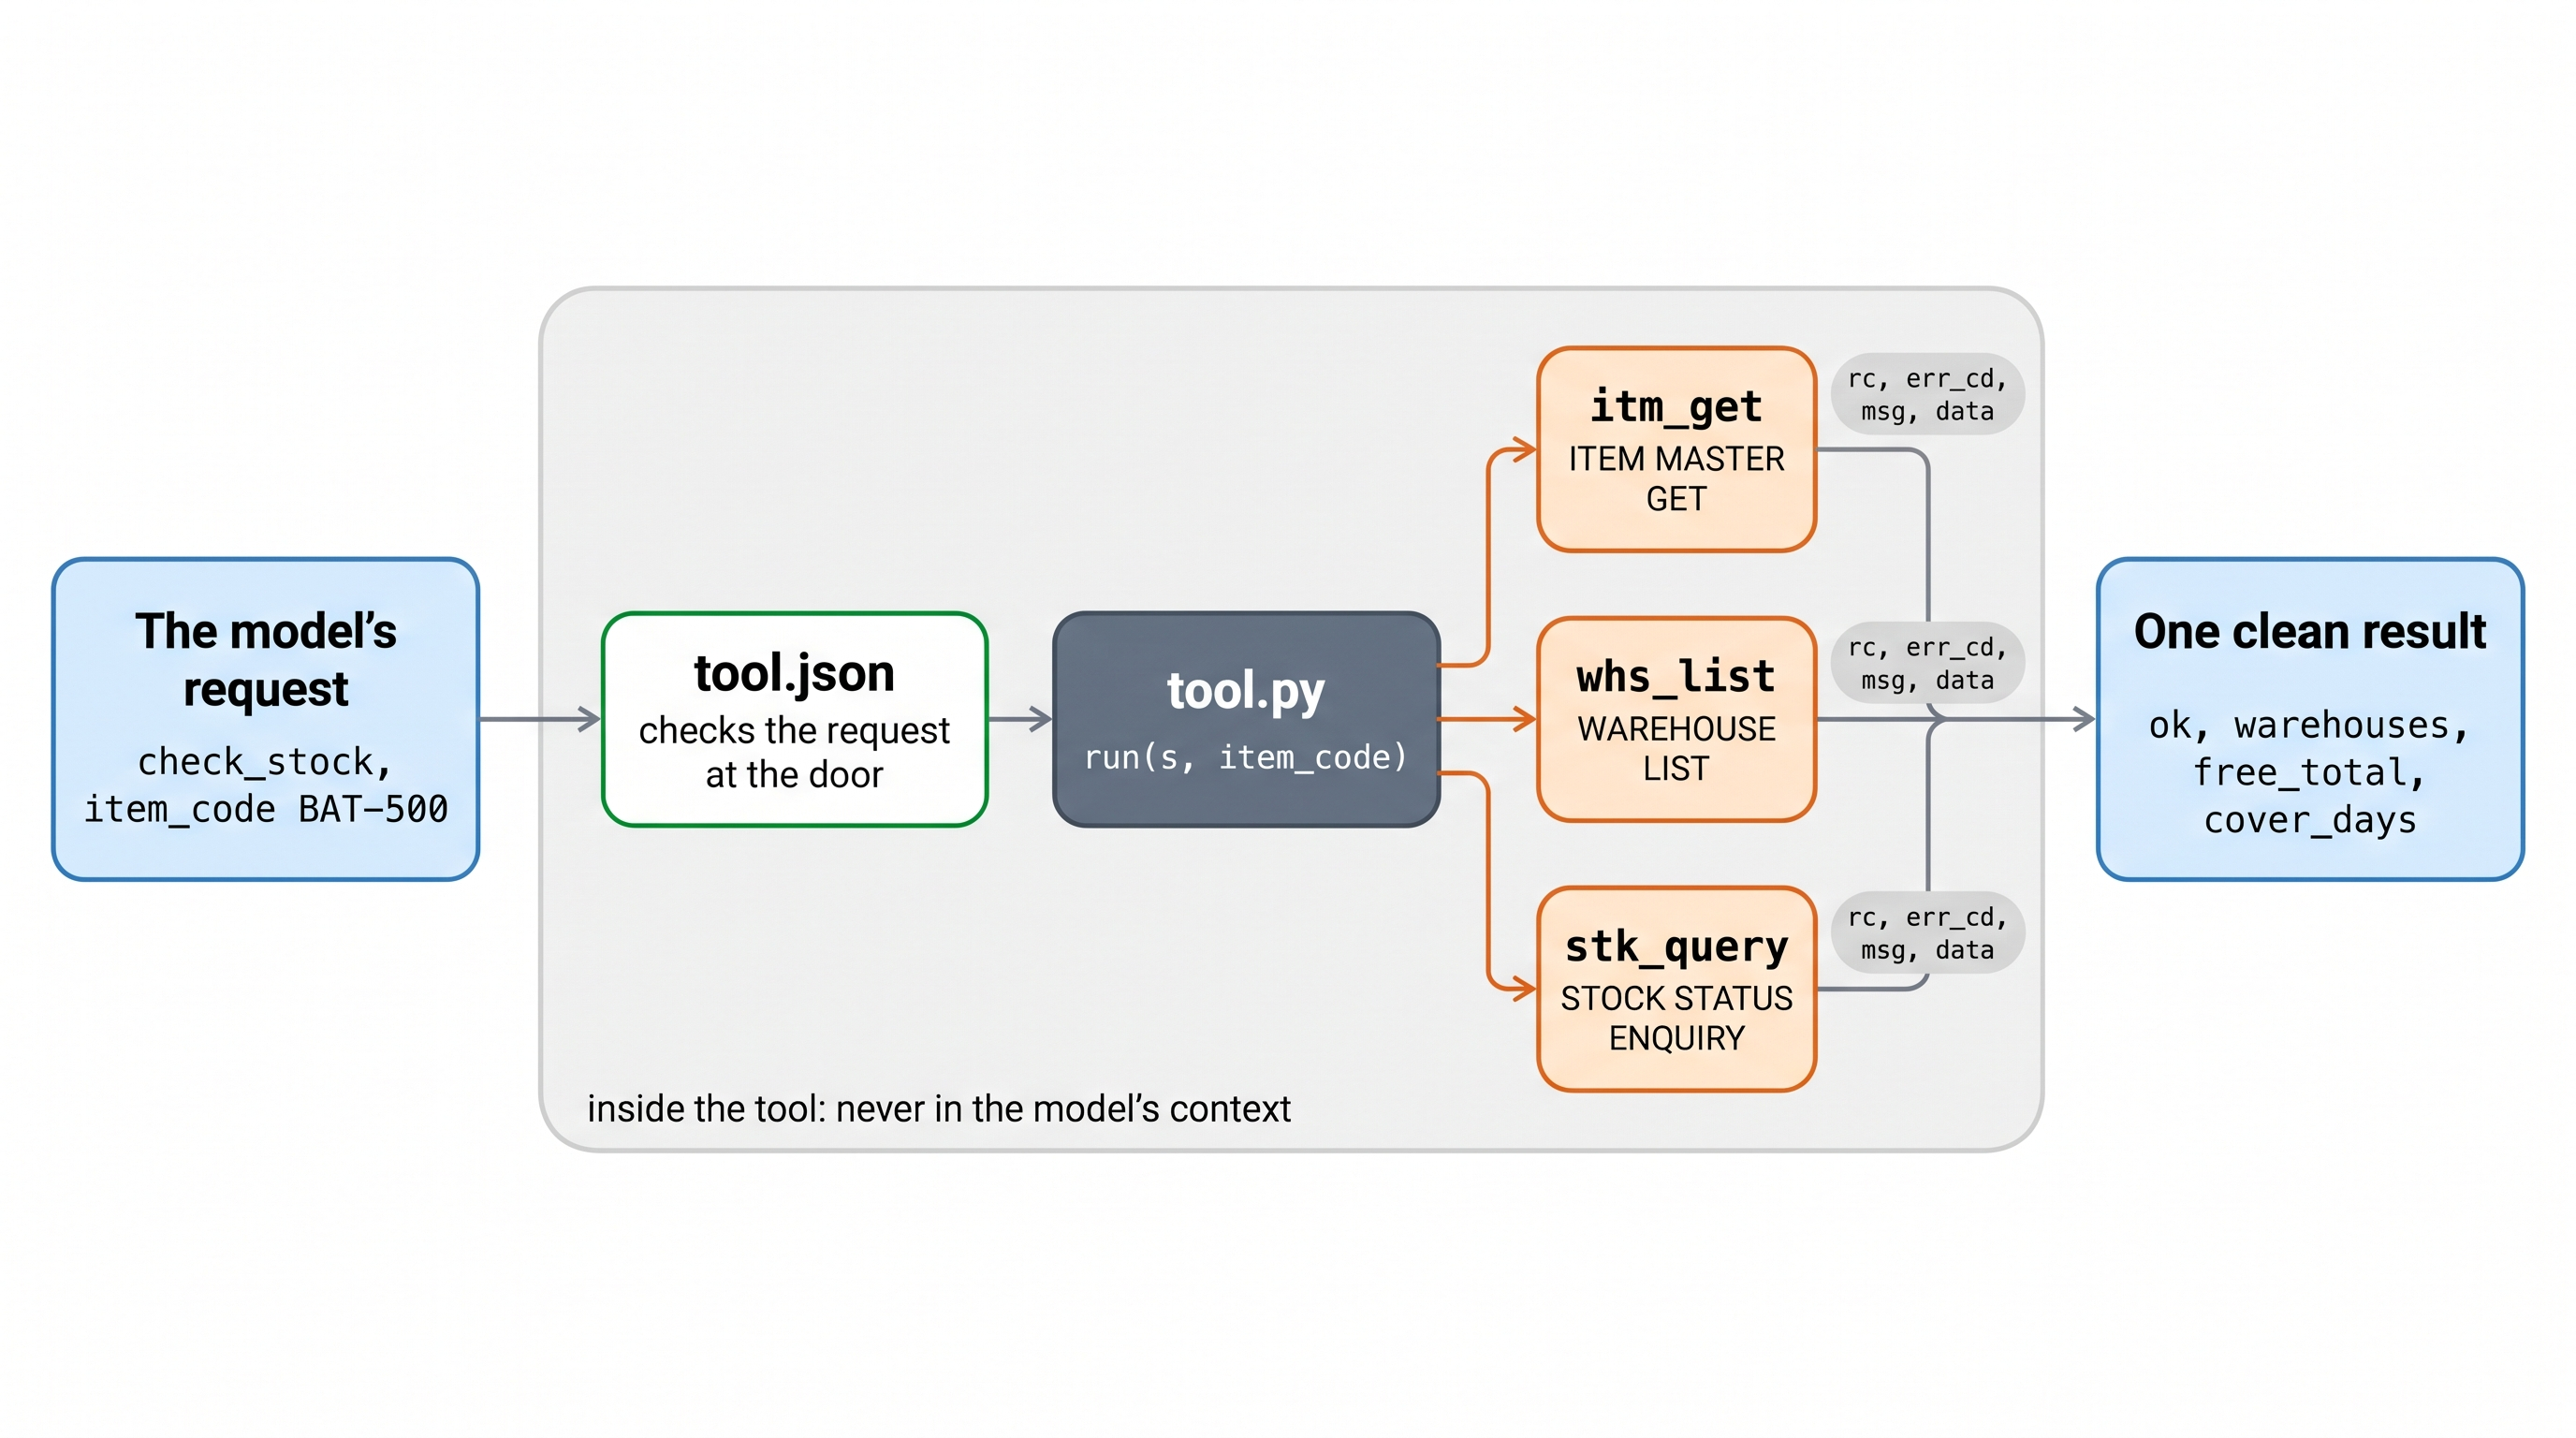 The model’s
request
check_stock,
item_code BAT-500
tool.json
checks the request
at the door
tool.py
run(s, item_code)
itm_get
ITEM MASTER
GET
rc, err_cd,
msg, data
whs_list
WAREHOUSE
LIST
rc, err_cd,
msg, data
stk_query
STOCK STATUS
ENQUIRY
rc, err_cd,
msg, data
inside the tool: never in the model’s context
One clean result
ok, warehouses,
free_total,
cover_days